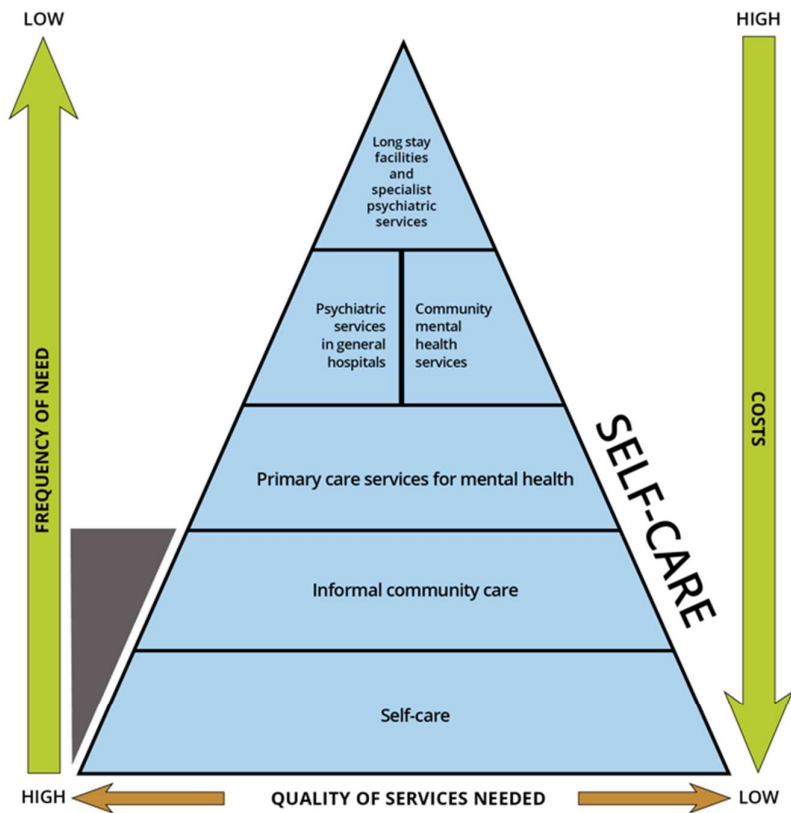 LOW
HIGH
Long stay
facilities
and
specialist
psychiatric
services
Psychiatric
services
in general
hospitals
Community
mental
health
services
FREQUENCY OF NEED
COSTS
SELF-CARE
Primary care services for mental health
Informal community care
Self-care
HIGH
QUALITY OF SERVICES NEEDED
LOW